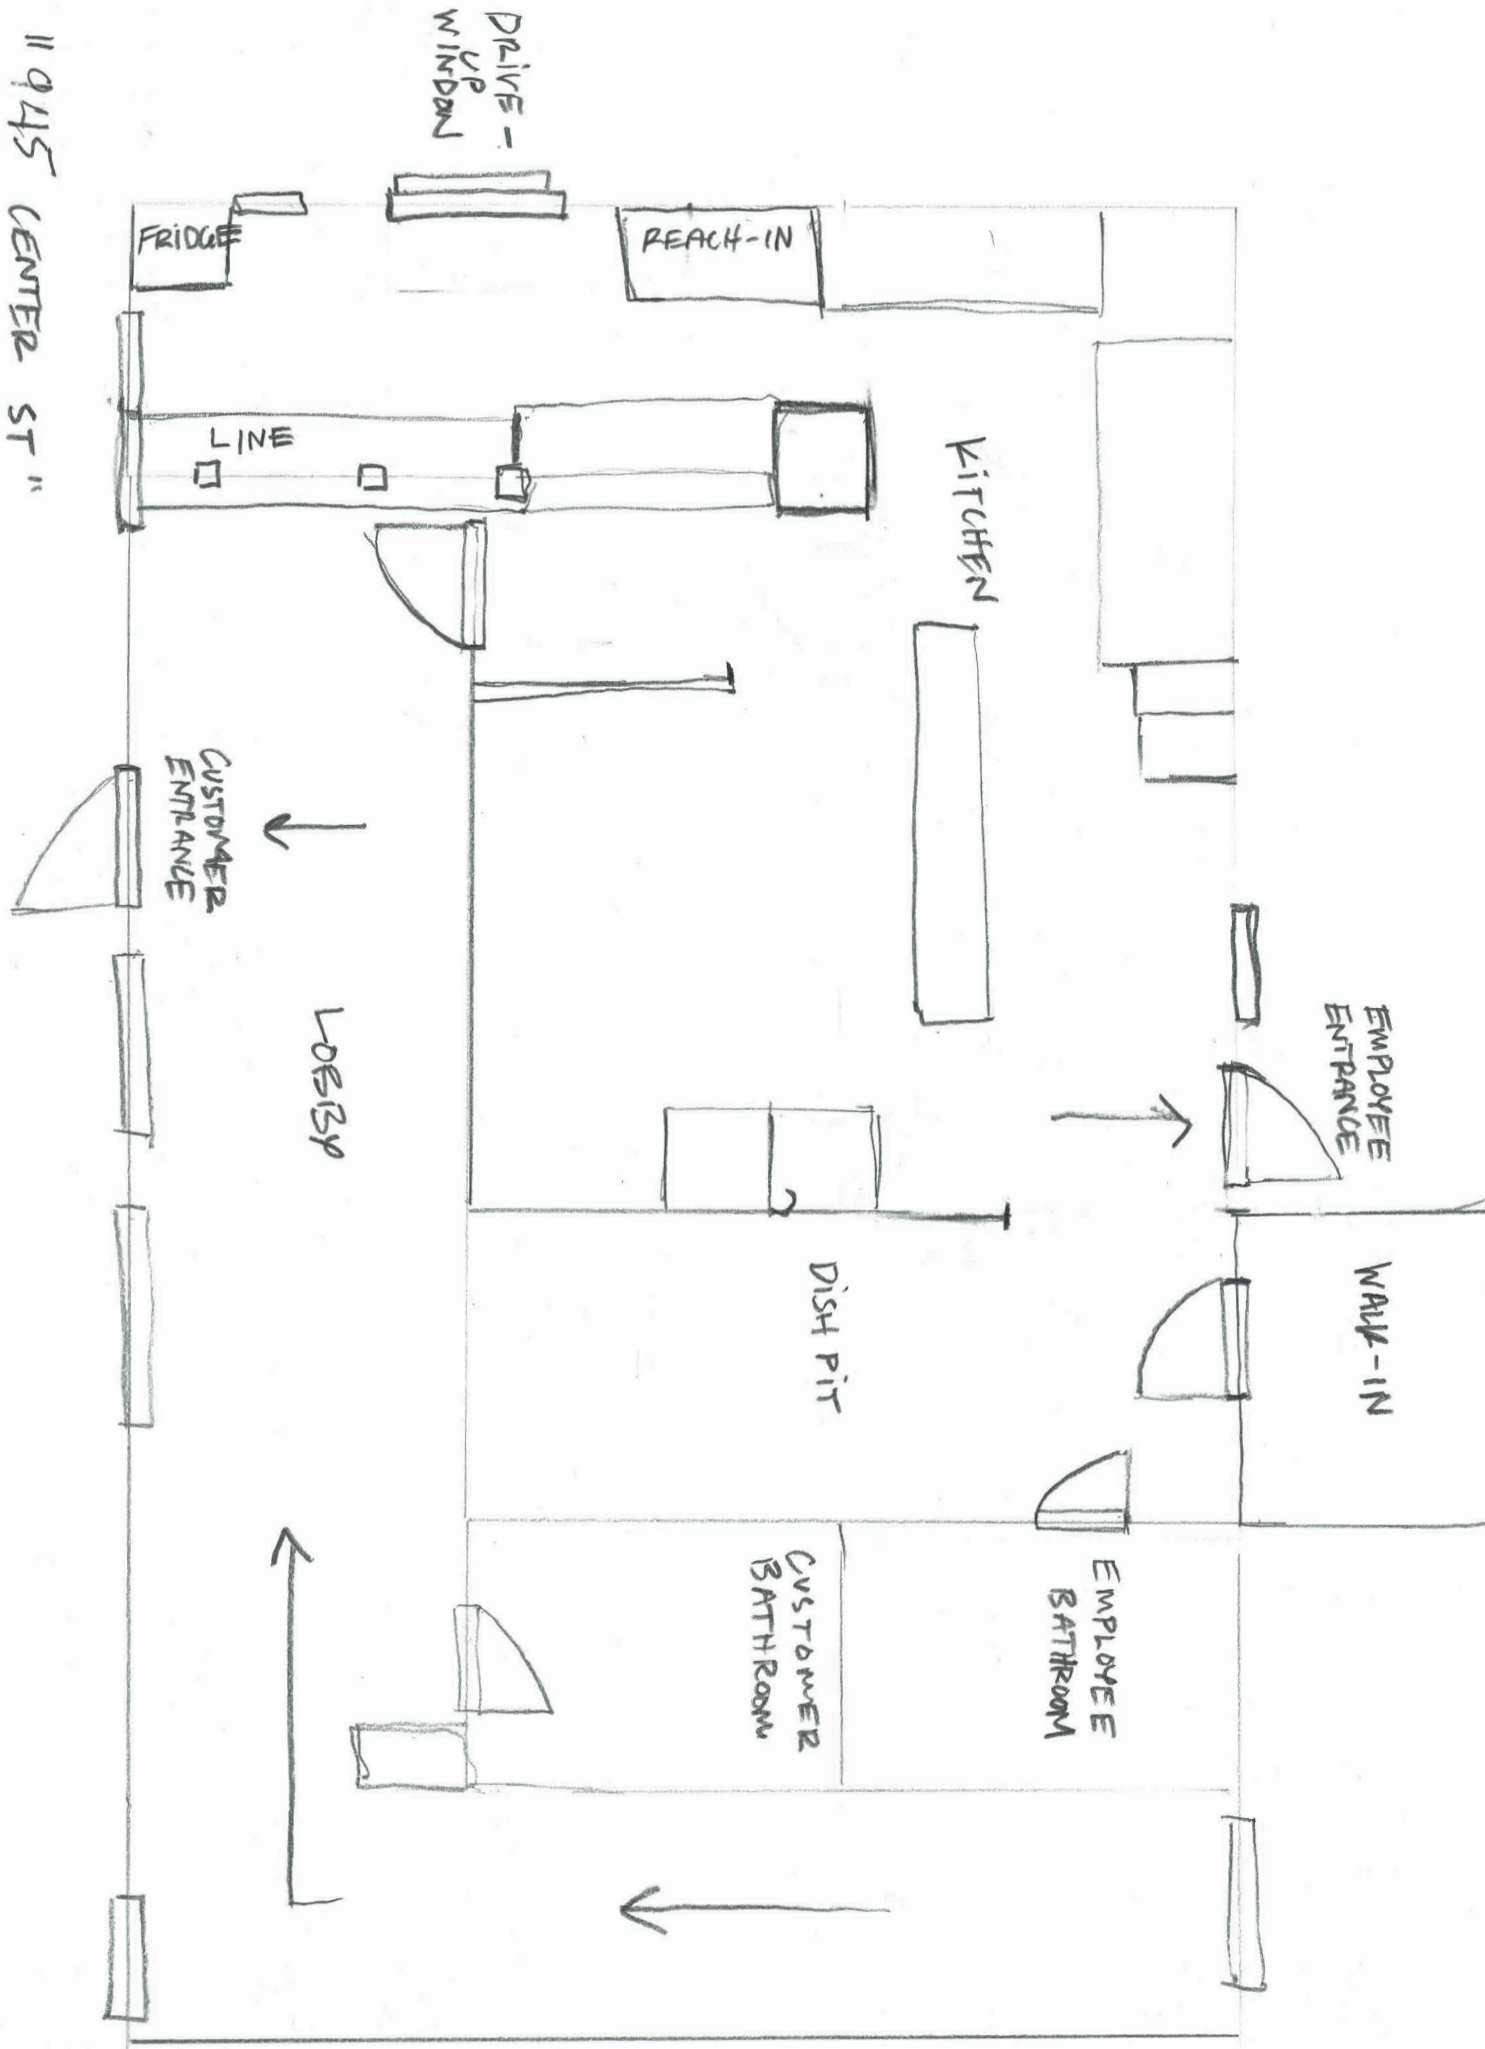 DRIVE-
UP
WINDOW
"945 CENTER ST"
FRIDGE
REACH-IN
LINE
KITCHEN
CUSTOMER
ENTRANCE
LOBBY
EMPLOYEE
ENTRANCE
WALK-IN
DISH PIT
CUSTOMER
BATHROOM
EMPLOYEE
BATHROOM